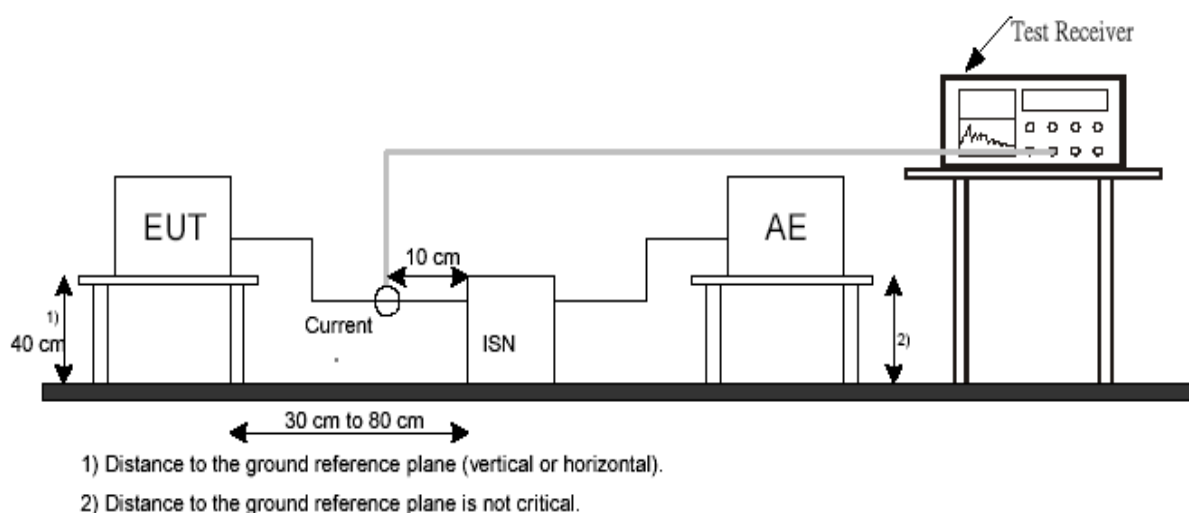 Test Receiver
EUT
AE
10 cm
1)
40 cm
Current
ISN
2)
30 cm to 80 cm
1) Distance to the ground reference plane (vertical or horizontal).
2) Distance to the ground reference plane is not critical.